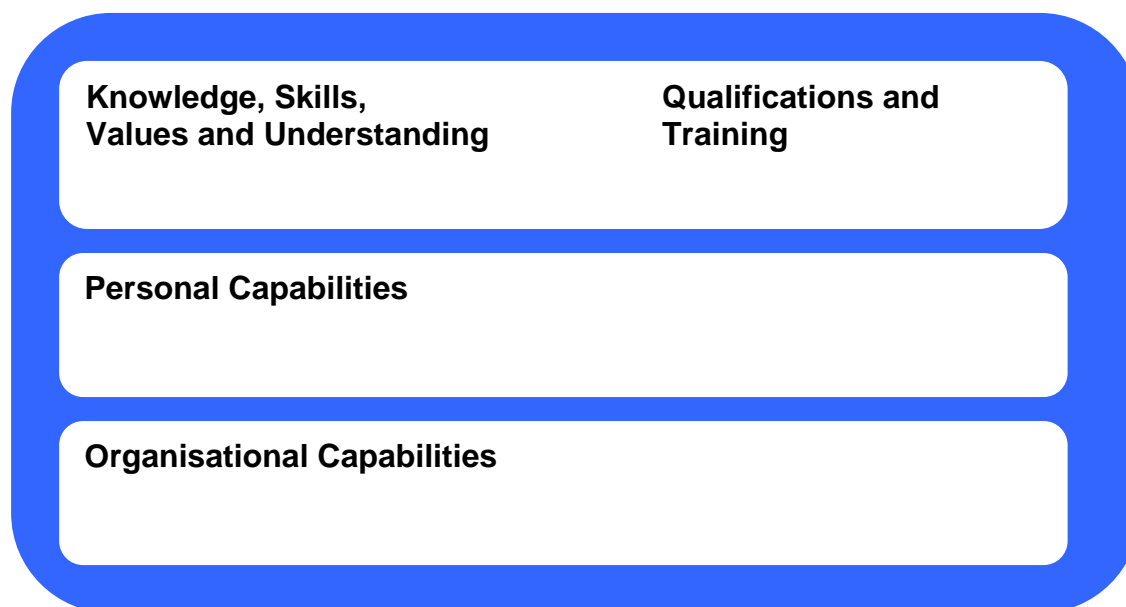 Knowledge, Skills,
Values and Understanding
Qualifications and
Training
Personal Capabilities
Organisational Capabilities